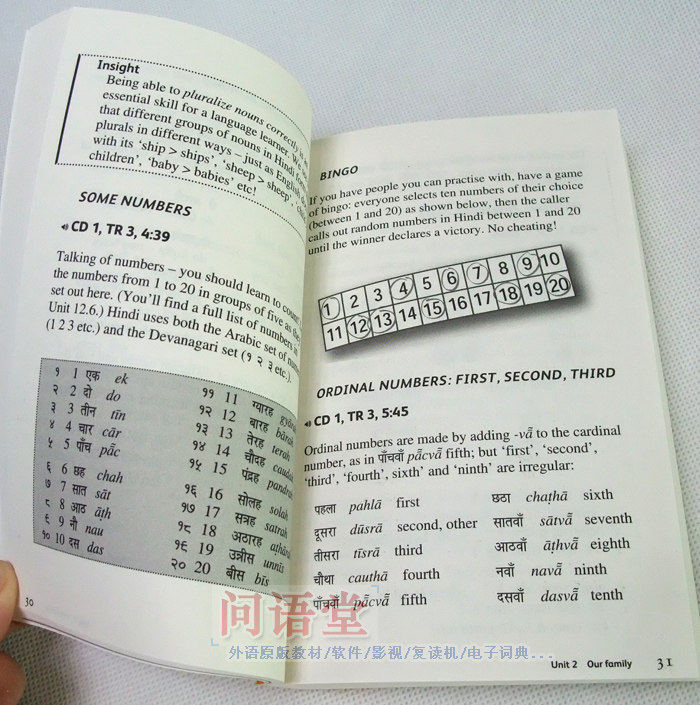 Insight
Being able to pluralize nouns correctly is
essential skill for a language learner.
that different groups of nouns in Hindi form
plurals in different ways – just as English
with its 'ship > ships', 'sheep > sheep',
children', 'baby > babies' etc!
SOME NUMBERS
CD 1, TR 3, 4:39
Talking of numbers – you should learn to count
the numbers from 1 to 20 in groups of five as
set out here. (You'll find a full list of numbers in
Unit 12.6.) Hindi uses both the Arabic set of
(1 2 3 etc.) and the Devanagari set (१ २ ३ etc.).
१ 1 एक ek
२ 2 दो do
३ 3 तीन tīn
४ 4 चार cār
५ 5 पाँच pā̃c
६ 6 छह chah
७ 7 सात sāt
८ 8 आठ āṭh
९ 9 नौ nau
१० 10 दस das
११ 11 ग्यारह
१२ 12 बारह bārah
१३ 13 तेरह terah
१४ 14 चौदह
१५ 15 पंद्रह
१६ 16 सोलह solah
१७ 17 सत्रह satrah
१८ 18 अठारह
१९ 19 उन्नीस unnīs
२० 20 बीस bīs
30
BINGO
If you have people you can practise with, have a game
of bingo: everyone selects ten numbers of their choice
(between 1 and 20) as shown below, then the caller
calls out random numbers in Hindi between 1 and 20
until the winner declares a victory. No cheating!
1 2 3 4 5 6 7 8 9 10
11 12 13 14 15 16 17 18 19 20
ORDINAL NUMBERS: FIRST, SECOND, THIRD
CD 1, TR 3, 5:45
Ordinal numbers are made by adding -vā̃ to the cardinal
number, as in पाँचवाँ pā̃cvā̃ fifth; but 'first', 'second',
'third', 'fourth', sixth' and 'ninth' are irregular:
पहला pahlā first
दूसरा dūsrā second, other
तीसरा tīsrā third
चौथा cauthā fourth
पाँचवाँ pā̃cvā̃ fifth
छठा chaṭhā sixth
सातवाँ sātvā̃ seventh
आठवाँ āṭhvā̃ eighth
नवाँ navā̃ ninth
दसवाँ dasvā̃ tenth
Unit 2 Our family 31
问语堂
外语原版教材/软件/影视/复读机/电子词典...